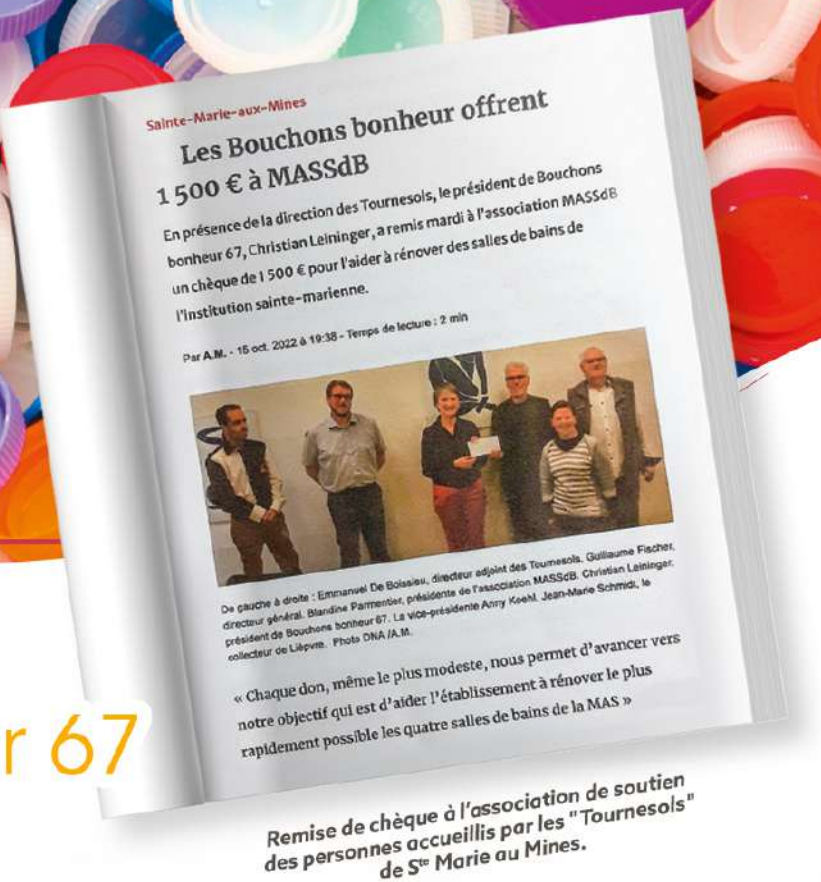 Sainte-Marie-aux-Mines
Les Bouchons bonheur offrent
1 500 € à MASSdB
En présence de la direction des Tournesols, le président de Bouchons
bonheur 67, Christian Leininger, a remis mardi à l'association MASSdB
un chèque de 1 500 € pour l'aider à rénover des salles de bains de
l'institution sainte-marienne.
Par A.M. - 15 oct. 2022 à 19:38 - Temps de lecture : 2 min
De gauche à droite : Emmanuel De Boissieu, directeur adjoint des Tournesols. Guillaume Fischer,
directeur général. Blandine Parmentier, présidente de l'association MASSdB. Christian Leininger,
président de Bouchons bonheur 67. La vice-présidente Anny Koehl. Jean-Marie Schmidt, le
collecteur de Lièpvre. Photo DNA /A.M.
« Chaque don, même le plus modeste, nous permet d'avancer vers
notre objectif qui est d'aider l'établissement à rénover le plus
rapidement possible les quatre salles de bains de la MAS »
r 67
Remise de chèque à l'association de soutien
des personnes accueillis par les "Tournesols"
de Ste Marie au Mines.